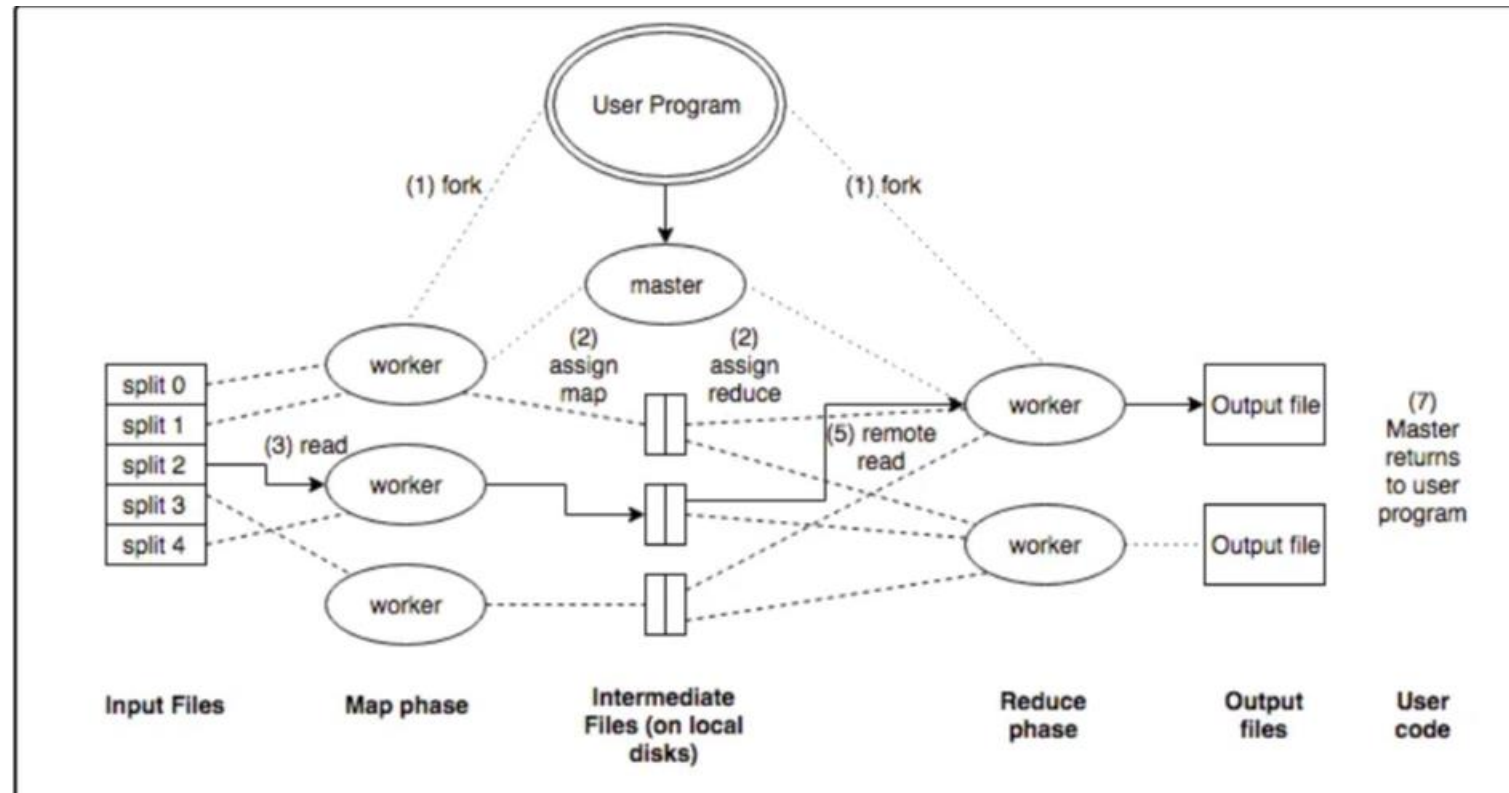 User Program
(1) fork
(1) fork
master
(2)
assign
map
(2)
assign
reduce
worker
split 0
split 1
split 2
split 3
split 4
(3) read
worker
worker
(5) remote
read
worker
worker
Output file
Output file
(7)
Master
returns
to user
program
Input Files
Map phase
Intermediate
Files (on local
disks)
Reduce
phase
Output
files
User
code